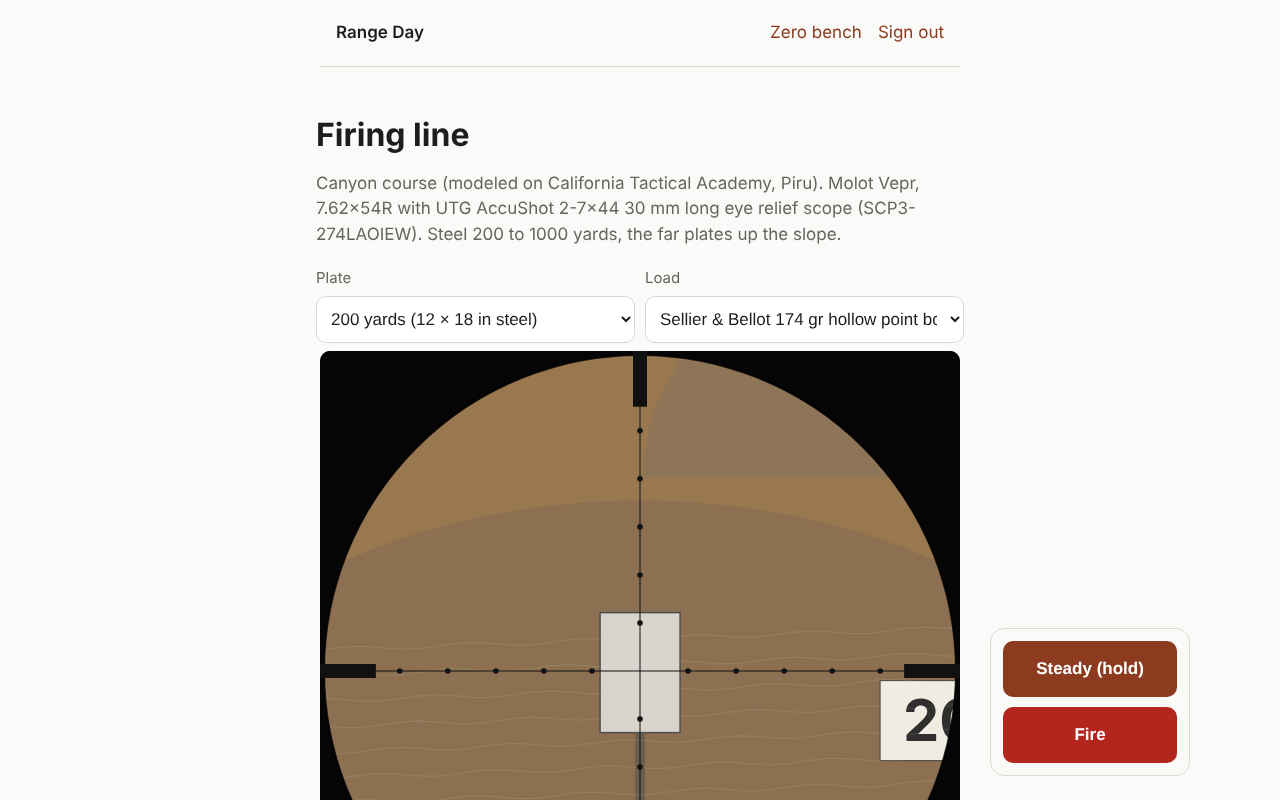 Range Day
Zero bench
Sign out
Firing line
Canyon course (modeled on California Tactical Academy, Piru). Molot Vepr,
7.62×54R with UTG AccuShot 2-7×44 30 mm long eye relief scope (SCP3-
274LAOIEW). Steel 200 to 1000 yards, the far plates up the slope.
Plate
Load
200 yards (12 × 18 in steel)
Sellier & Bellot 174 gr hollow point
Steady (hold)
Fire